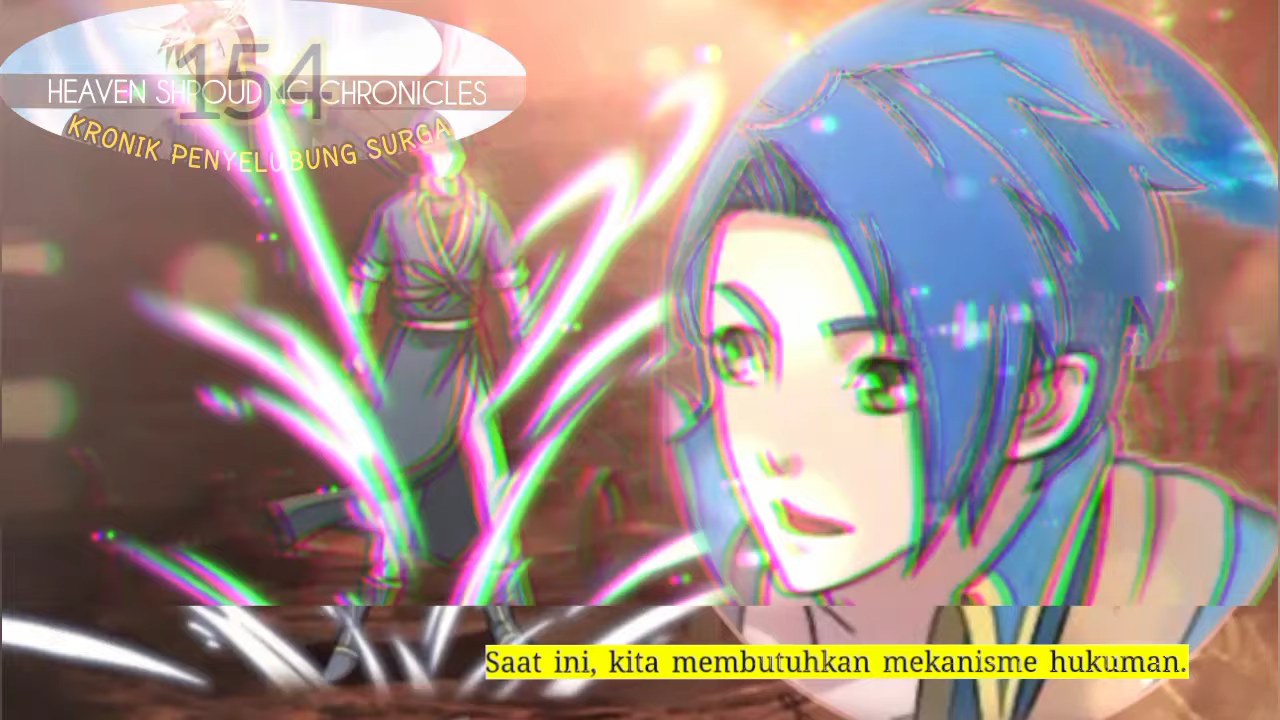 154
HEAVEN SHROUDING CHRONICLES
KRONIK PENYELUBUNG SURGA
Saat ini, kita membutuhkan mekanisme hukuman.